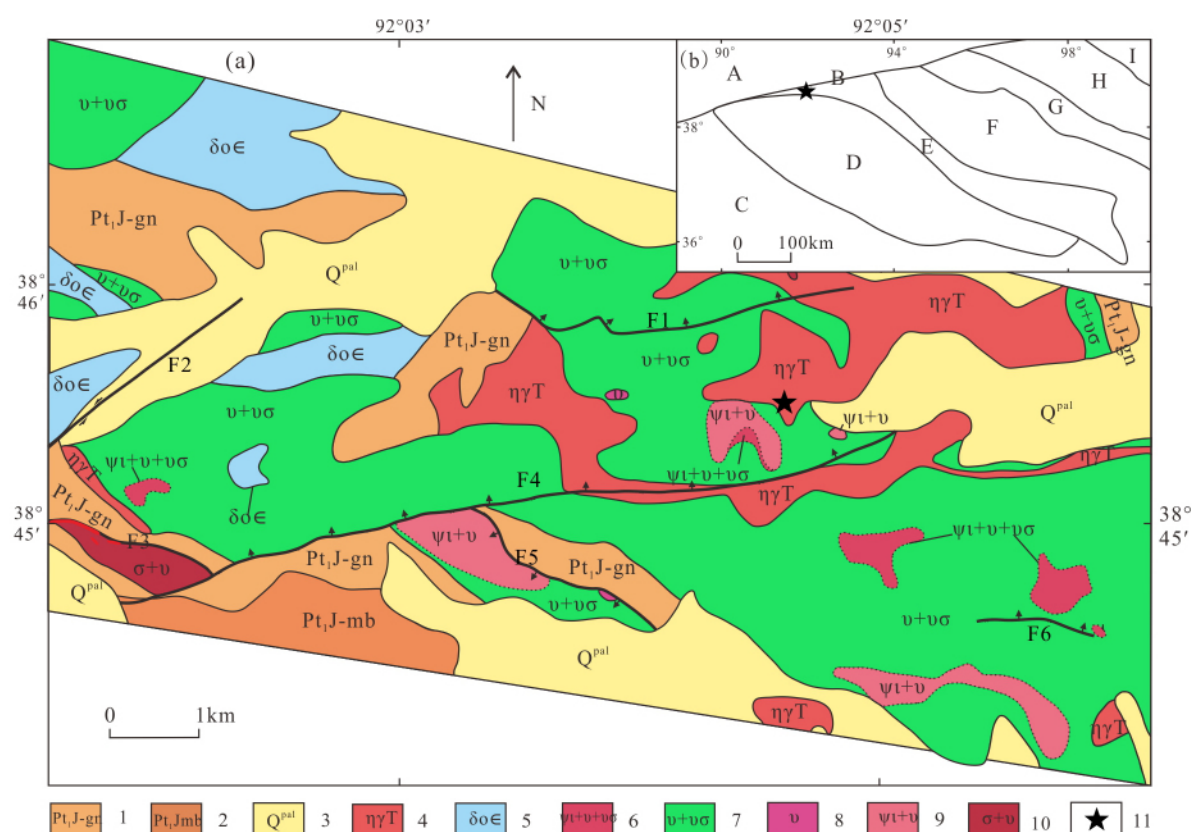 92°03′
92°05′
(a)
N
(b)
90°
94°
98°
A
B
C
D
E
F
G
H
I
38°
36°
0
100km
υ+υσ
δο∈
Pt₁J-gn
δο∈
υ+υσ
Qᵖᵃˡ
38°
46′
υ+υσ
F1
ηγT
υ+υσ
Pt₁J-gn
υ+υσ
F2
δο∈
δο∈
Pt₁J-gn
υ+υσ
ηγT
υ+υσ
ηγT
υ
ψι+υ
Qᵖᵃˡ
ηγT
ψι+υ+υσ
δο∈
ψι+υ+υσ
F4
ηγT
ηγT
Pt₁J-gn
F3
38°
45′
38°
45′
σ+υ
Pt₁J-gn
ψι+υ
F5
Pt₁J-gn
ψι+υ+υσ
Qᵖᵃˡ
υ+υσ
Pt₁J-mb
υ+υσ
F6
Qᵖᵃˡ
ψι+υ
ηγT
ηγT
0
1km
Pt₁J-gn 1
Pt₁Jmb 2
Qᵖᵃˡ 3
ηγT 4
δο∈ 5
ψι+υ+υσ 6
υ+υσ 7
υ 8
ψι+υ 9
σ+υ 10
11